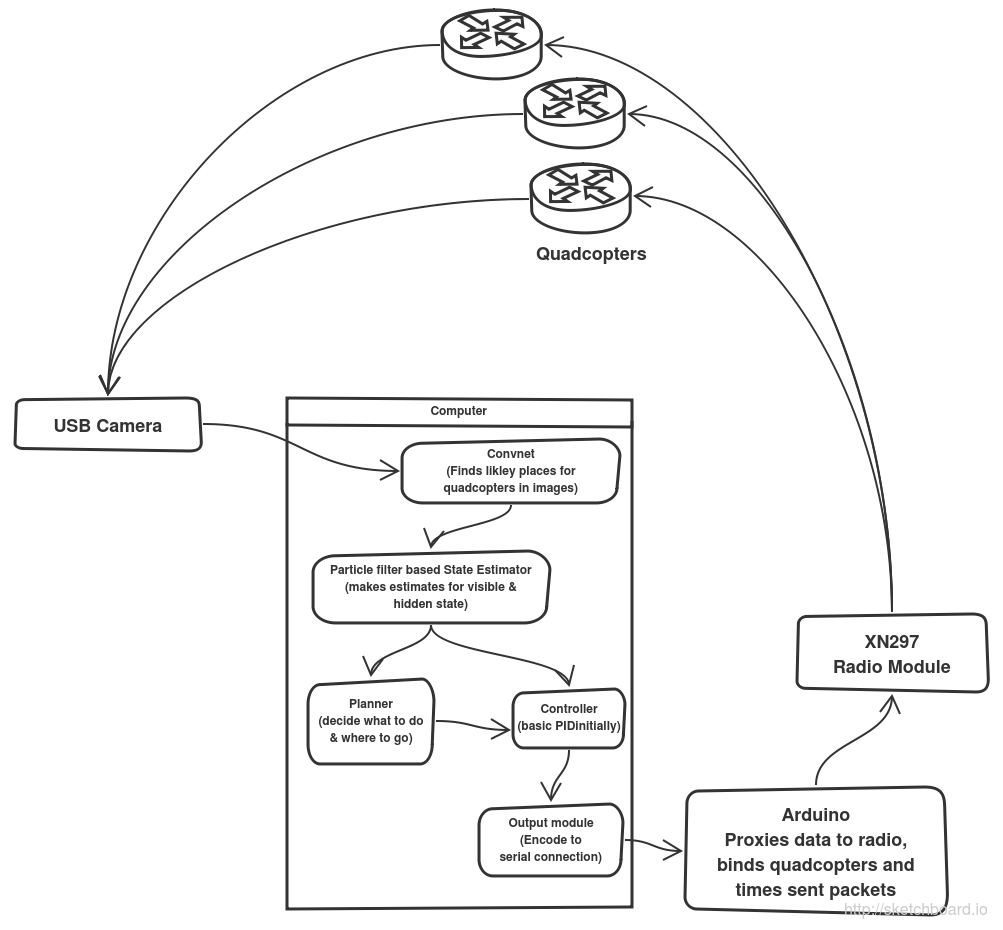 Quadcopters
USB Camera
Computer
Convnet
(Finds likley places for
quadcopters in images)
Particle filter based State Estimator
(makes estimates for visible &
hidden state)
Planner
(decide what to do
& where to go)
Controller
(basic PIDinitially)
Output module
(Encode to
serial connection)
XN297
Radio Module
Arduino
Proxies data to radio,
binds quadcopters and
times sent packets
http://sketchboard.io